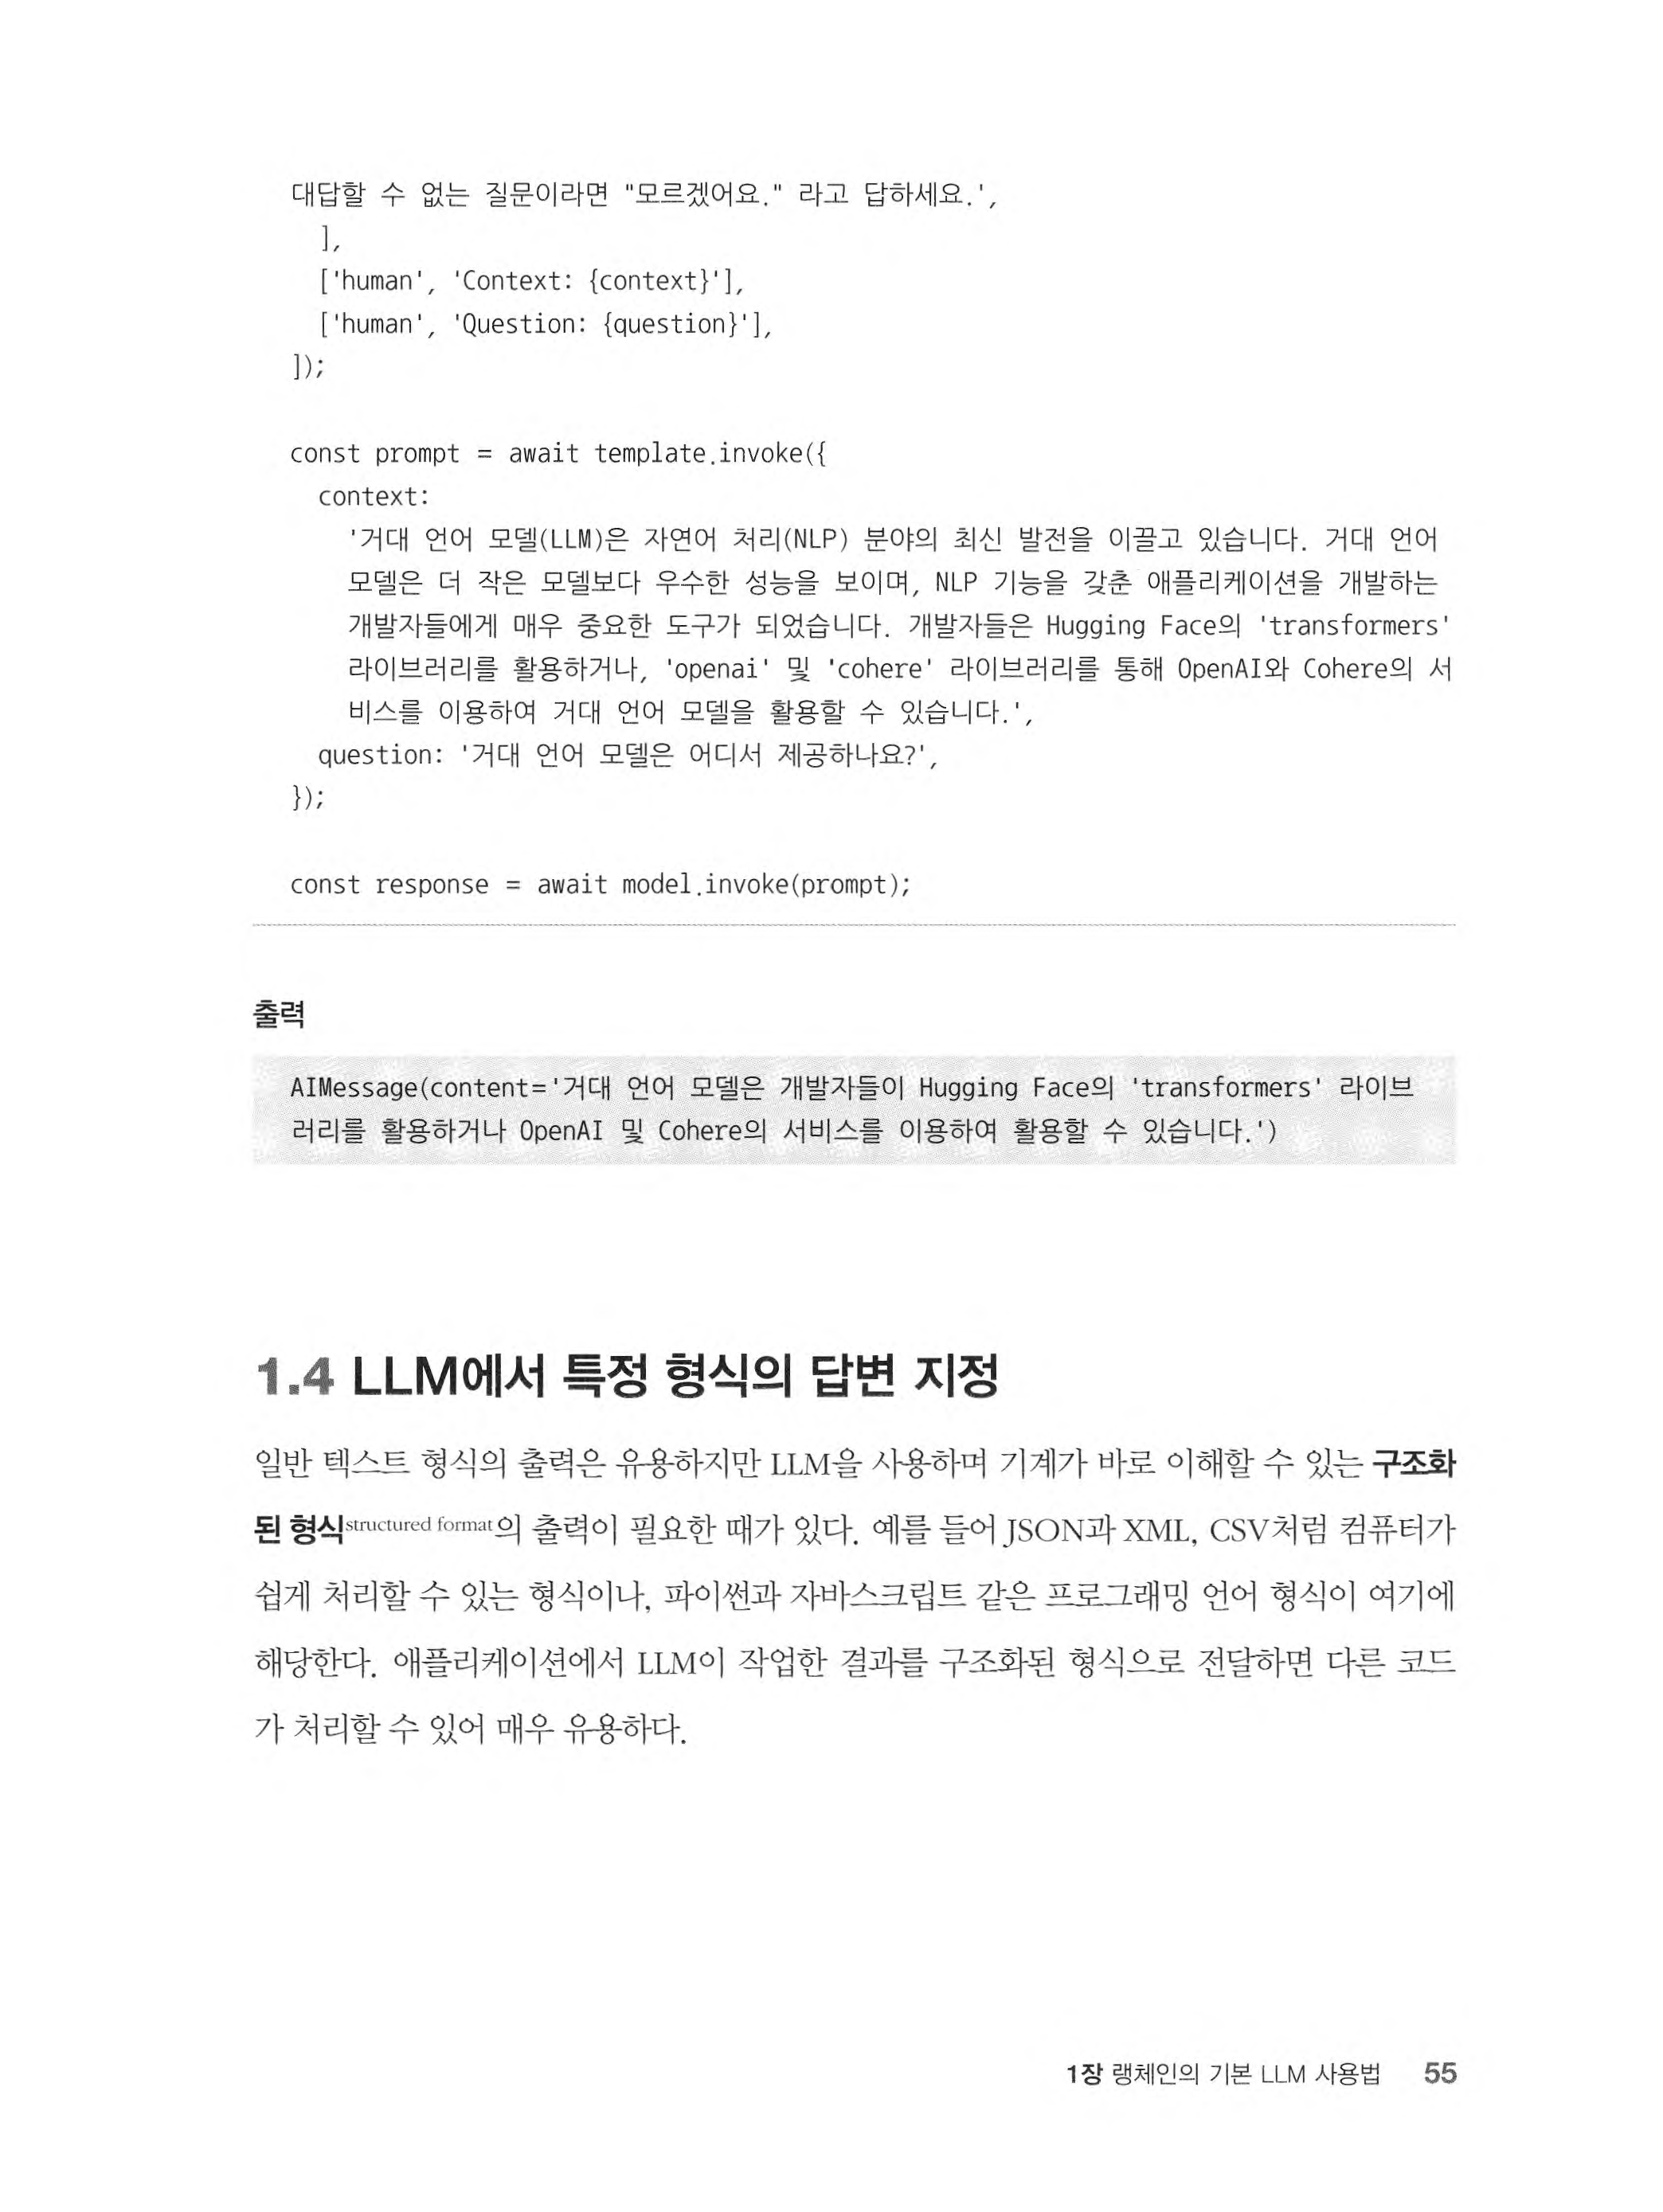 대답할 수 없는 질문이라면 "모르겠어요." 라고 답하세요.',
],
['human', 'Context: {context}'],
['human', 'Question: {question}'],
]);
const prompt = await template.invoke({
context:
'거대 언어 모델(LLM)은 자연어 처리(NLP) 분야의 최신 발전을 이끌고 있습니다. 거대 언어
모델은 더 작은 모델보다 우수한 성능을 보이며, NLP 기능을 갖춘 애플리케이션을 개발하는
개발자들에게 매우 중요한 도구가 되었습니다. 개발자들은 Hugging Face의 'transformers'
라이브러리를 활용하거나, 'openai' 및 'cohere' 라이브러리를 통해 OpenAI와 Cohere의 서
비스를 이용하여 거대 언어 모델을 활용할 수 있습니다.',
question: '거대 언어 모델은 어디서 제공하나요?',
});
const response = await model.invoke(prompt);
출력
AIMessage(content='거대 언어 모델은 개발자들이 Hugging Face의 'transformers' 라이브
러리를 활용하거나 OpenAI 및 Cohere의 서비스를 이용하여 활용할 수 있습니다.')
1.4 LLM에서 특정 형식의 답변 지정
일반 텍스트 형식의 출력은 유용하지만 LLM을 사용하며 기계가 바로 이해할 수 있는 구조화
된 형식structured format의 출력이 필요한 때가 있다. 예를 들어 JSON과 XML, CSV처럼 컴퓨터가
쉽게 처리할 수 있는 형식이나, 파이썬과 자바스크립트 같은 프로그래밍 언어 형식이 여기에
해당한다. 애플리케이션에서 LLM이 작업한 결과를 구조화된 형식으로 전달하면 다른 코드
가 처리할 수 있어 매우 유용하다.
1장 랭체인의 기본 LLM 사용법 55